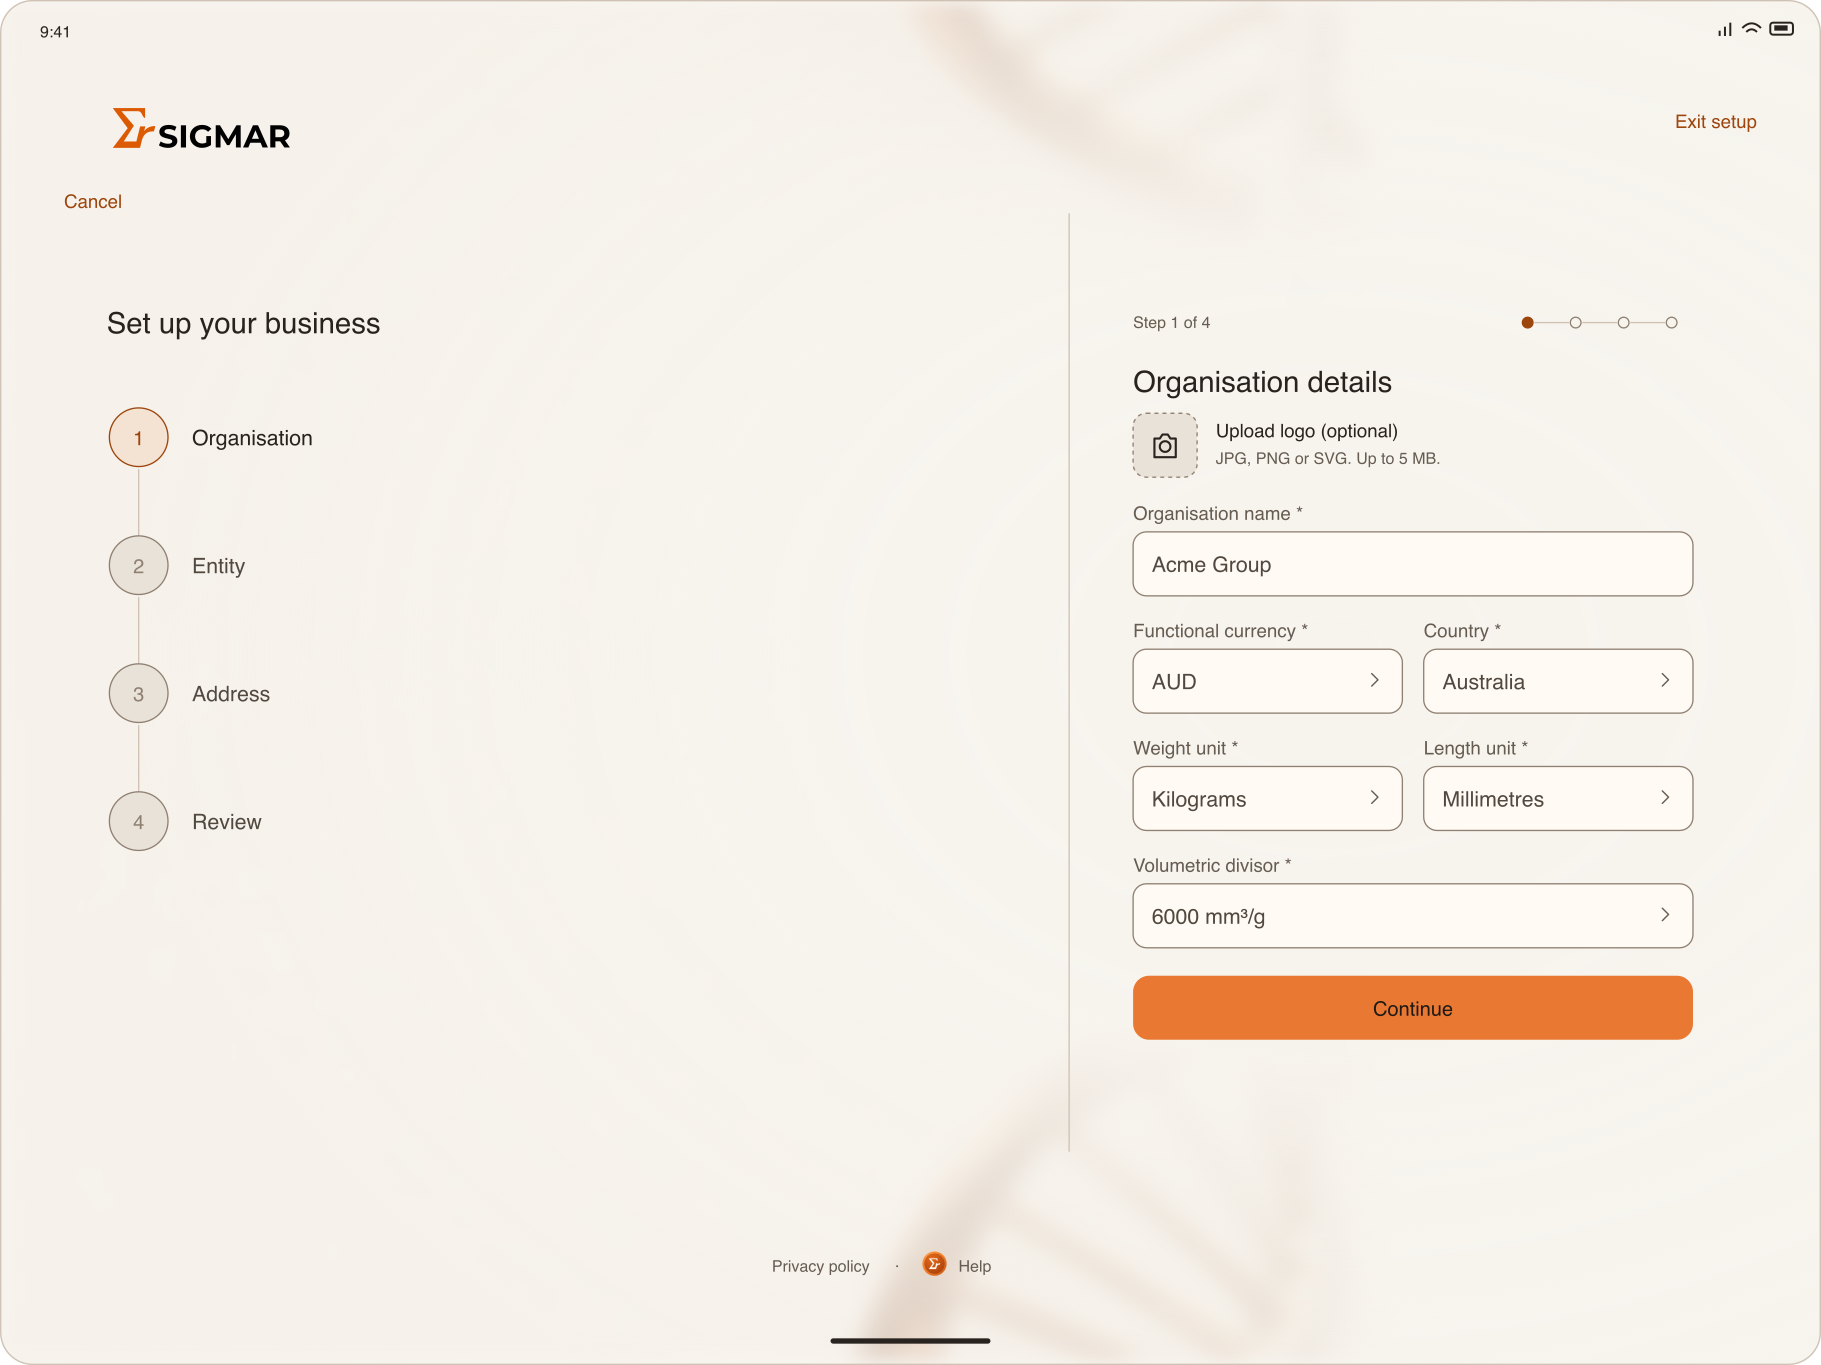 9:41
Σr SIGMAR
Exit setup
Cancel
Set up your business
1 Organisation
2 Entity
3 Address
4 Review
Step 1 of 4
Organisation details
Upload logo (optional)
JPG, PNG or SVG. Up to 5 MB.
Organisation name *
Acme Group
Functional currency * Country *
AUD Australia
Weight unit * Length unit *
Kilograms Millimetres
Volumetric divisor *
6000 mm³/g
Continue
Privacy policy · Σr Help